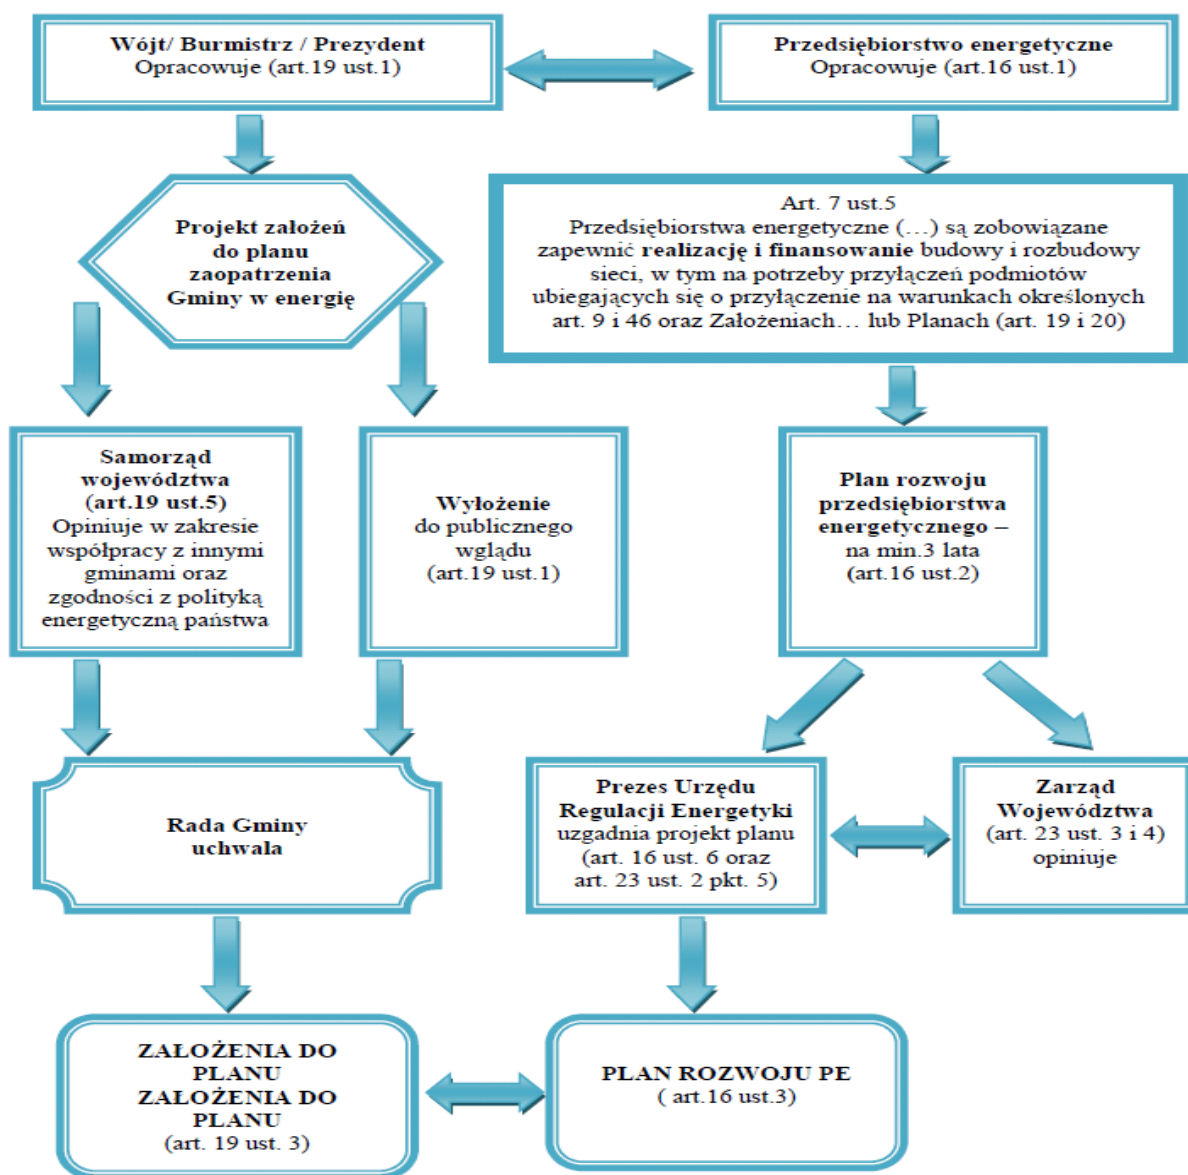 Wójt/ Burmistrz / Prezydent
Opracowuje (art.19 ust.1)
Przedsiębiorstwo energetyczne
Opracowuje (art.16 ust.1)
Projekt założeń
do planu
zaopatrzenia
Gminy w energię
Art. 7 ust.5
Przedsiębiorstwa energetyczne (…) są zobowiązane
zapewnić realizację i finansowanie budowy i rozbudowy
sieci, w tym na potrzeby przyłączeń podmiotów
ubiegających się o przyłączenie na warunkach określonych
art. 9 i 46 oraz Założeniach… lub Planach (art. 19 i 20)
Samorząd
województwa
(art.19 ust.5)
Opiniuje w zakresie
współpracy z innymi
gminami oraz
zgodności z polityką
energetyczną państwa
Wyłożenie
do publicznego
wglądu
(art.19 ust.1)
Plan rozwoju
przedsiębiorstwa
energetycznego –
na min.3 lata
(art.16 ust.2)
Rada Gminy
uchwala
Prezes Urzędu
Regulacji Energetyki
uzgadnia projekt planu
(art. 16 ust. 6 oraz
art. 23 ust. 2 pkt. 5)
Zarząd
Województwa
(art. 23 ust. 3 i 4)
opiniuje
ZAŁOŻENIA DO
PLANU
ZAŁOŻENIA DO
PLANU
(art. 19 ust. 3)
PLAN ROZWOJU PE
( art.16 ust.3)